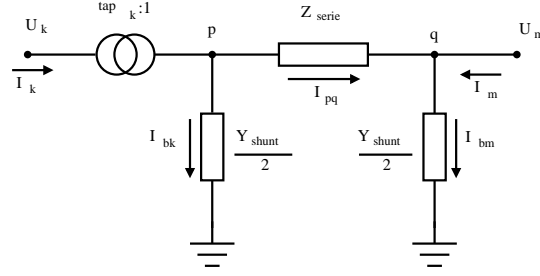 tap k :1
Z serie
U k
p
q
U m
I k
I pq
I m
I bk
Y shunt
2
Y shunt
2
I bm